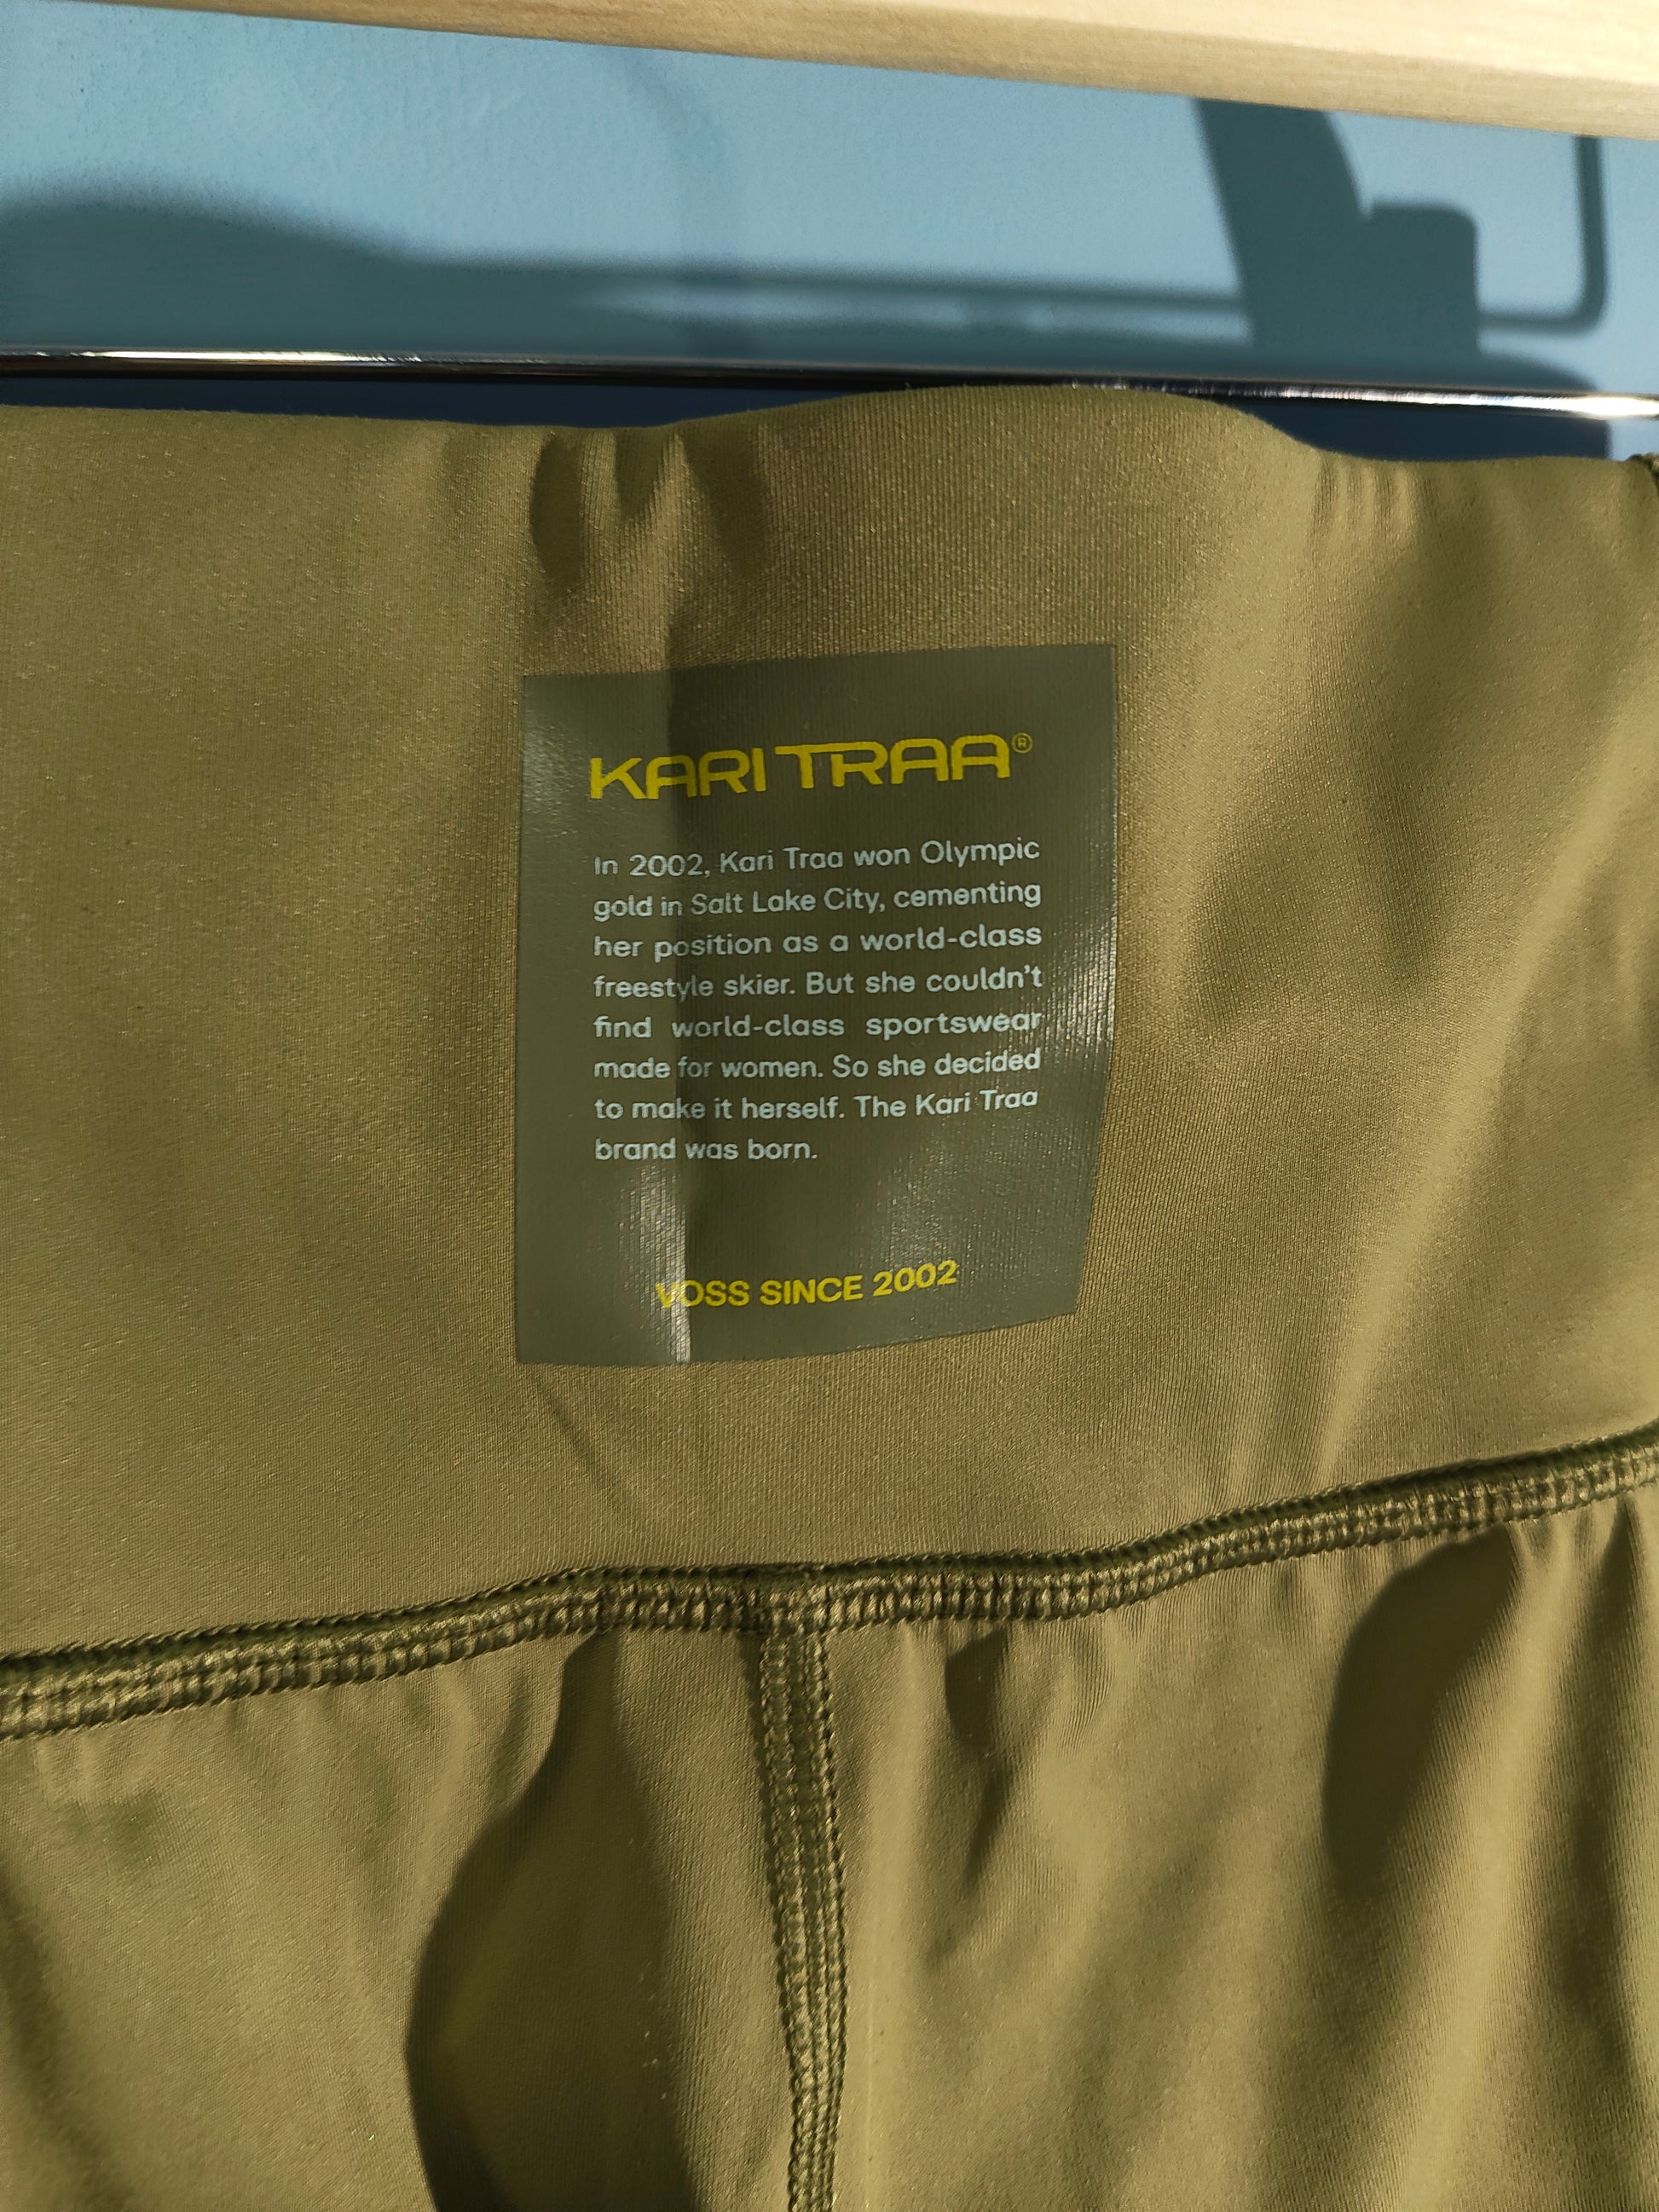 KARI TRAA®
In 2002, Kari Traa won Olympic
gold in Salt Lake City, cementing
her position as a world-class
freestyle skier. But she couldn't
find world-class sportswear
made for women. So she decided
to make it herself. The Kari Traa
brand was born.
VOSS SINCE 2002